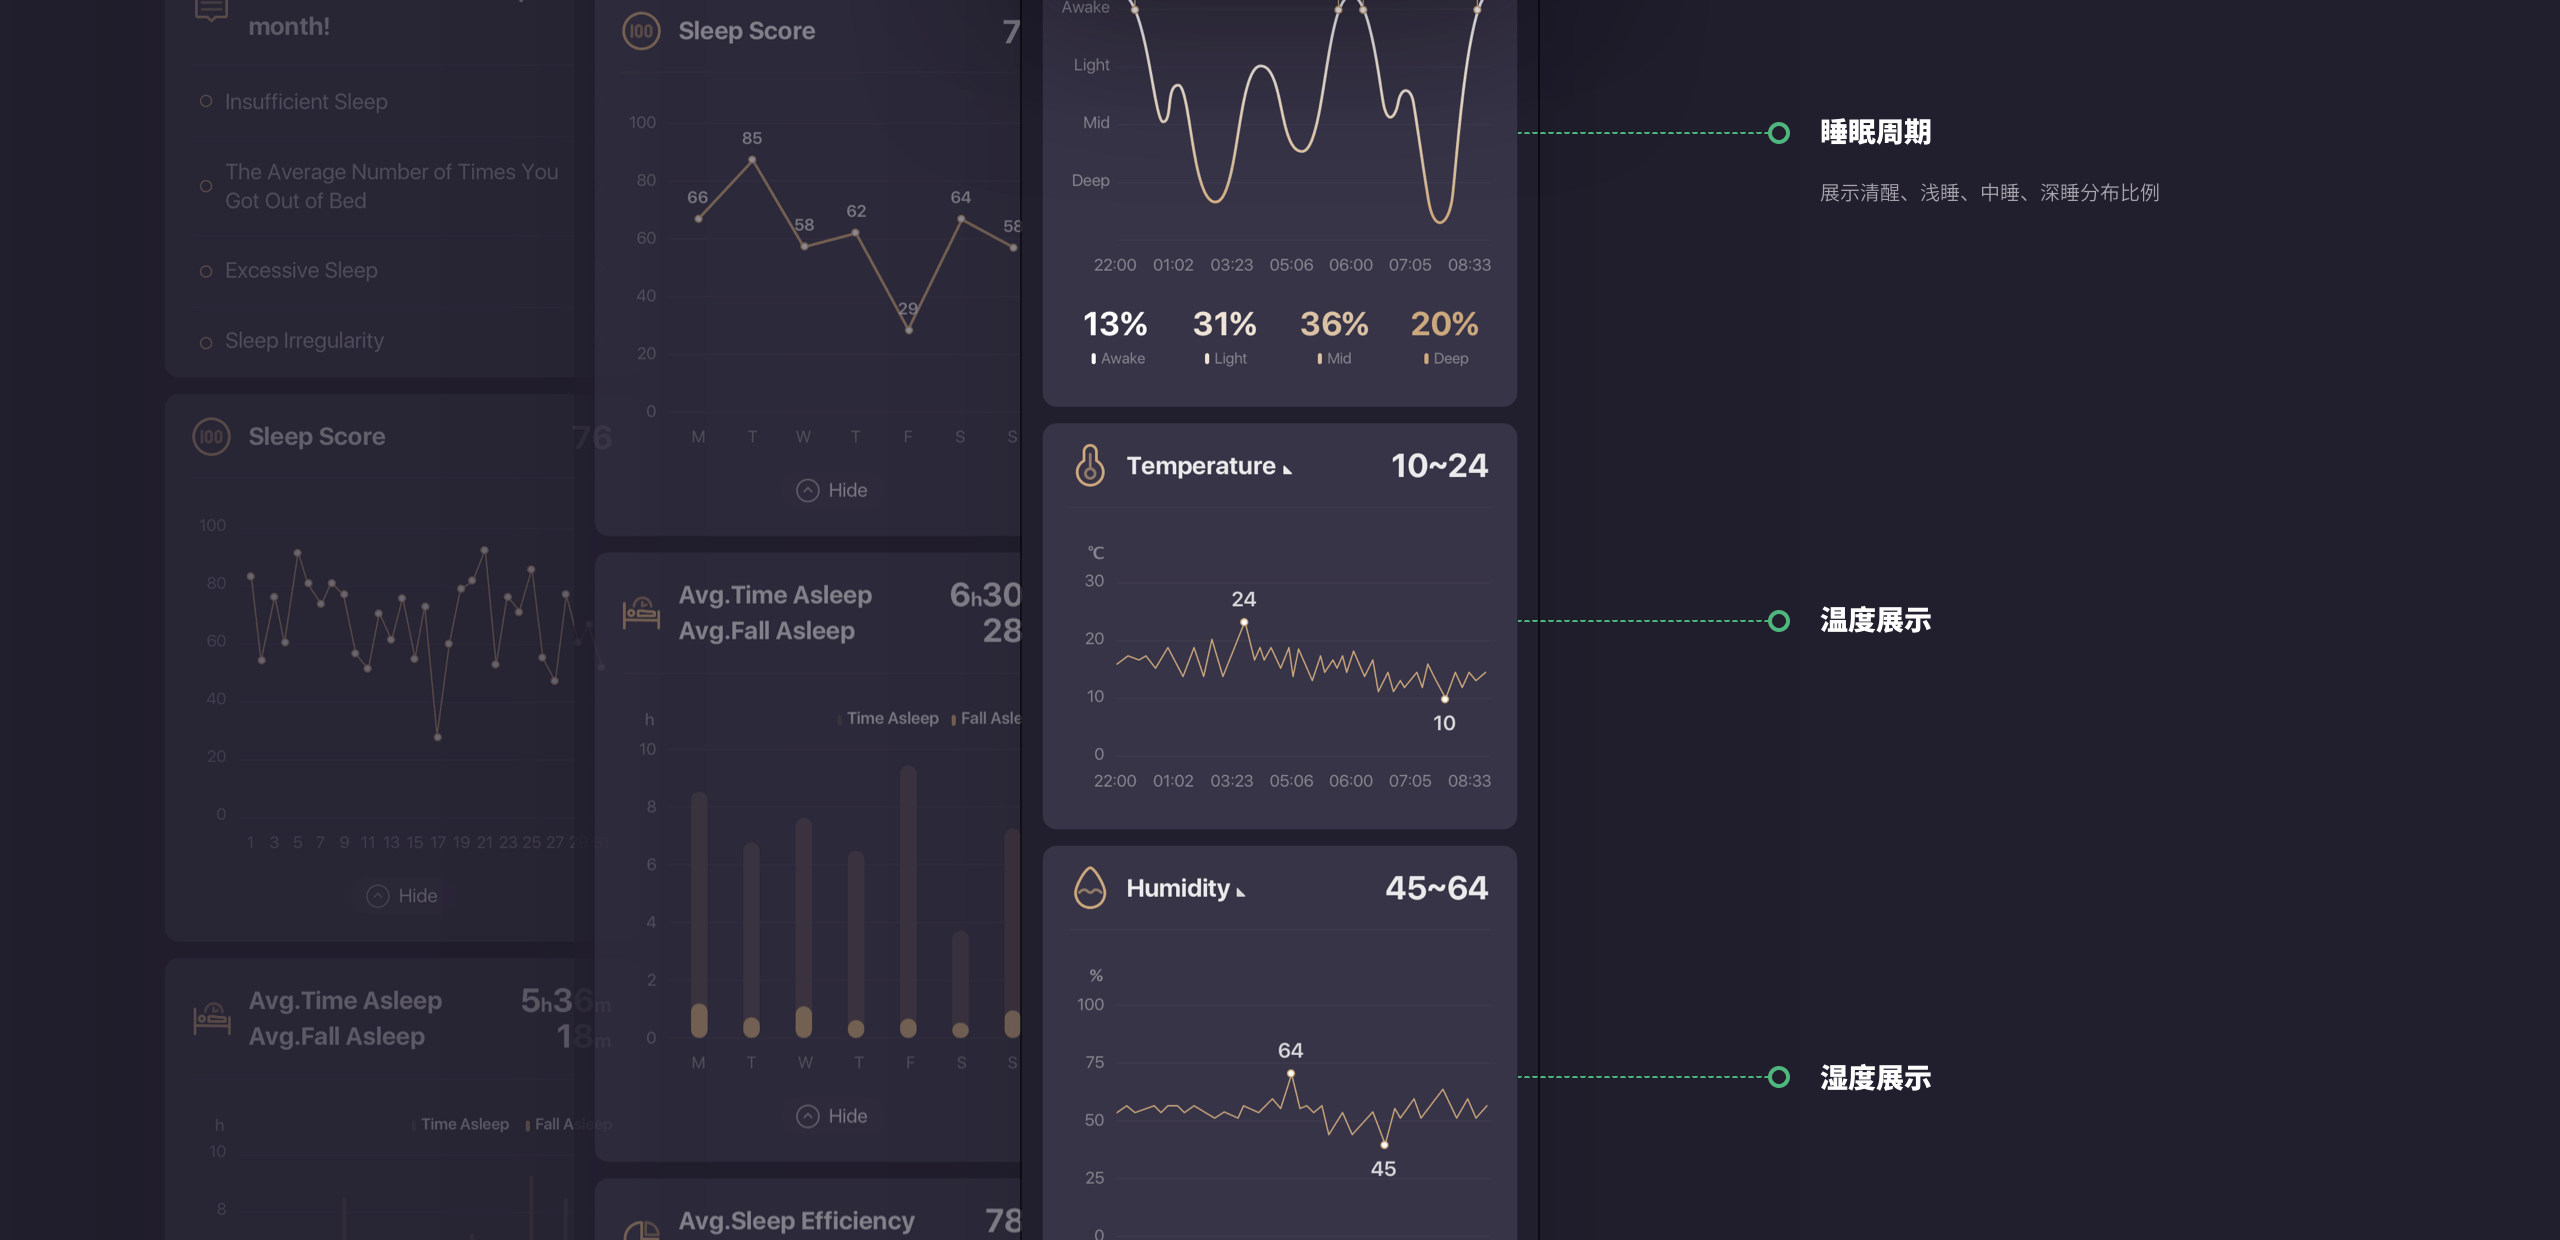 month!
Insufficient Sleep
The Average Number of Times You
Got Out of Bed
Excessive Sleep
Sleep Irregularity
100 Sleep Score 76
100
80
60
40
20
0
1 3 5 7 9 11 13 15 17 19 21 23 25 27 29 31
Hide
Avg.Time Asleep 5h36m
Avg.Fall Asleep 18m
h
Time Asleep Fall Asleep
10
8
100 Sleep Score 7
100
80
60
40
20
0
66
85
58
62
29
64
58
M T W T F S S
Hide
Avg.Time Asleep 6h30
Avg.Fall Asleep 28
h
Time Asleep Fall Asle
10
8
6
4
2
0
M T W T F S S
Hide
Avg.Sleep Efficiency 78
Awake
Light
Mid
Deep
22:00 01:02 03:23 05:06 06:00 07:05 08:33
13% 31% 36% 20%
Awake Light Mid Deep
Temperature 10~24
℃
30
20
10
0
24
10
22:00 01:02 03:23 05:06 06:00 07:05 08:33
Humidity 45~64
%
100
75
50
25
0
64
45
睡眠周期
展示清醒、浅睡、中睡、深睡分布比例
温度展示
湿度展示